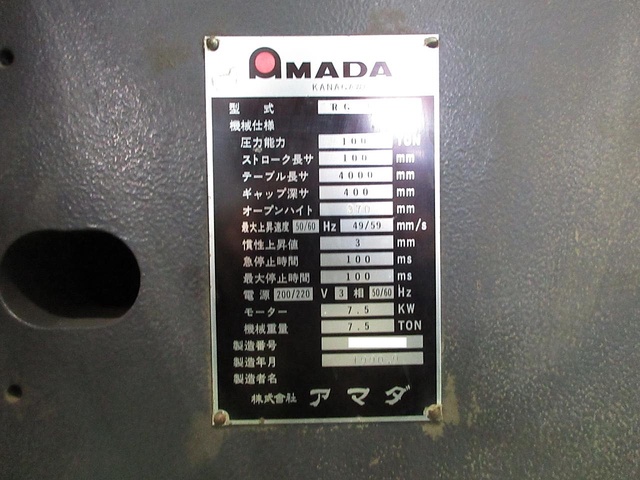 AMADA
KANAGAWA
型式 RG
機械仕様
圧力能力 100 TON
ストローク長サ 100 mm
テーブル長サ 4000 mm
ギャップ深サ 400 mm
オープンハイト 370 mm
最大上昇速度 50/60 Hz 49/59 mm/s
慣性上昇値 3 mm
急停止時間 100 ms
最大停止時間 100 ms
電源 200/220 V 3 相 50/60 Hz
モーター 7.5 KW
機械重量 7.5 TON
製造番号
製造年月
製造者名
株式会社 アマダ